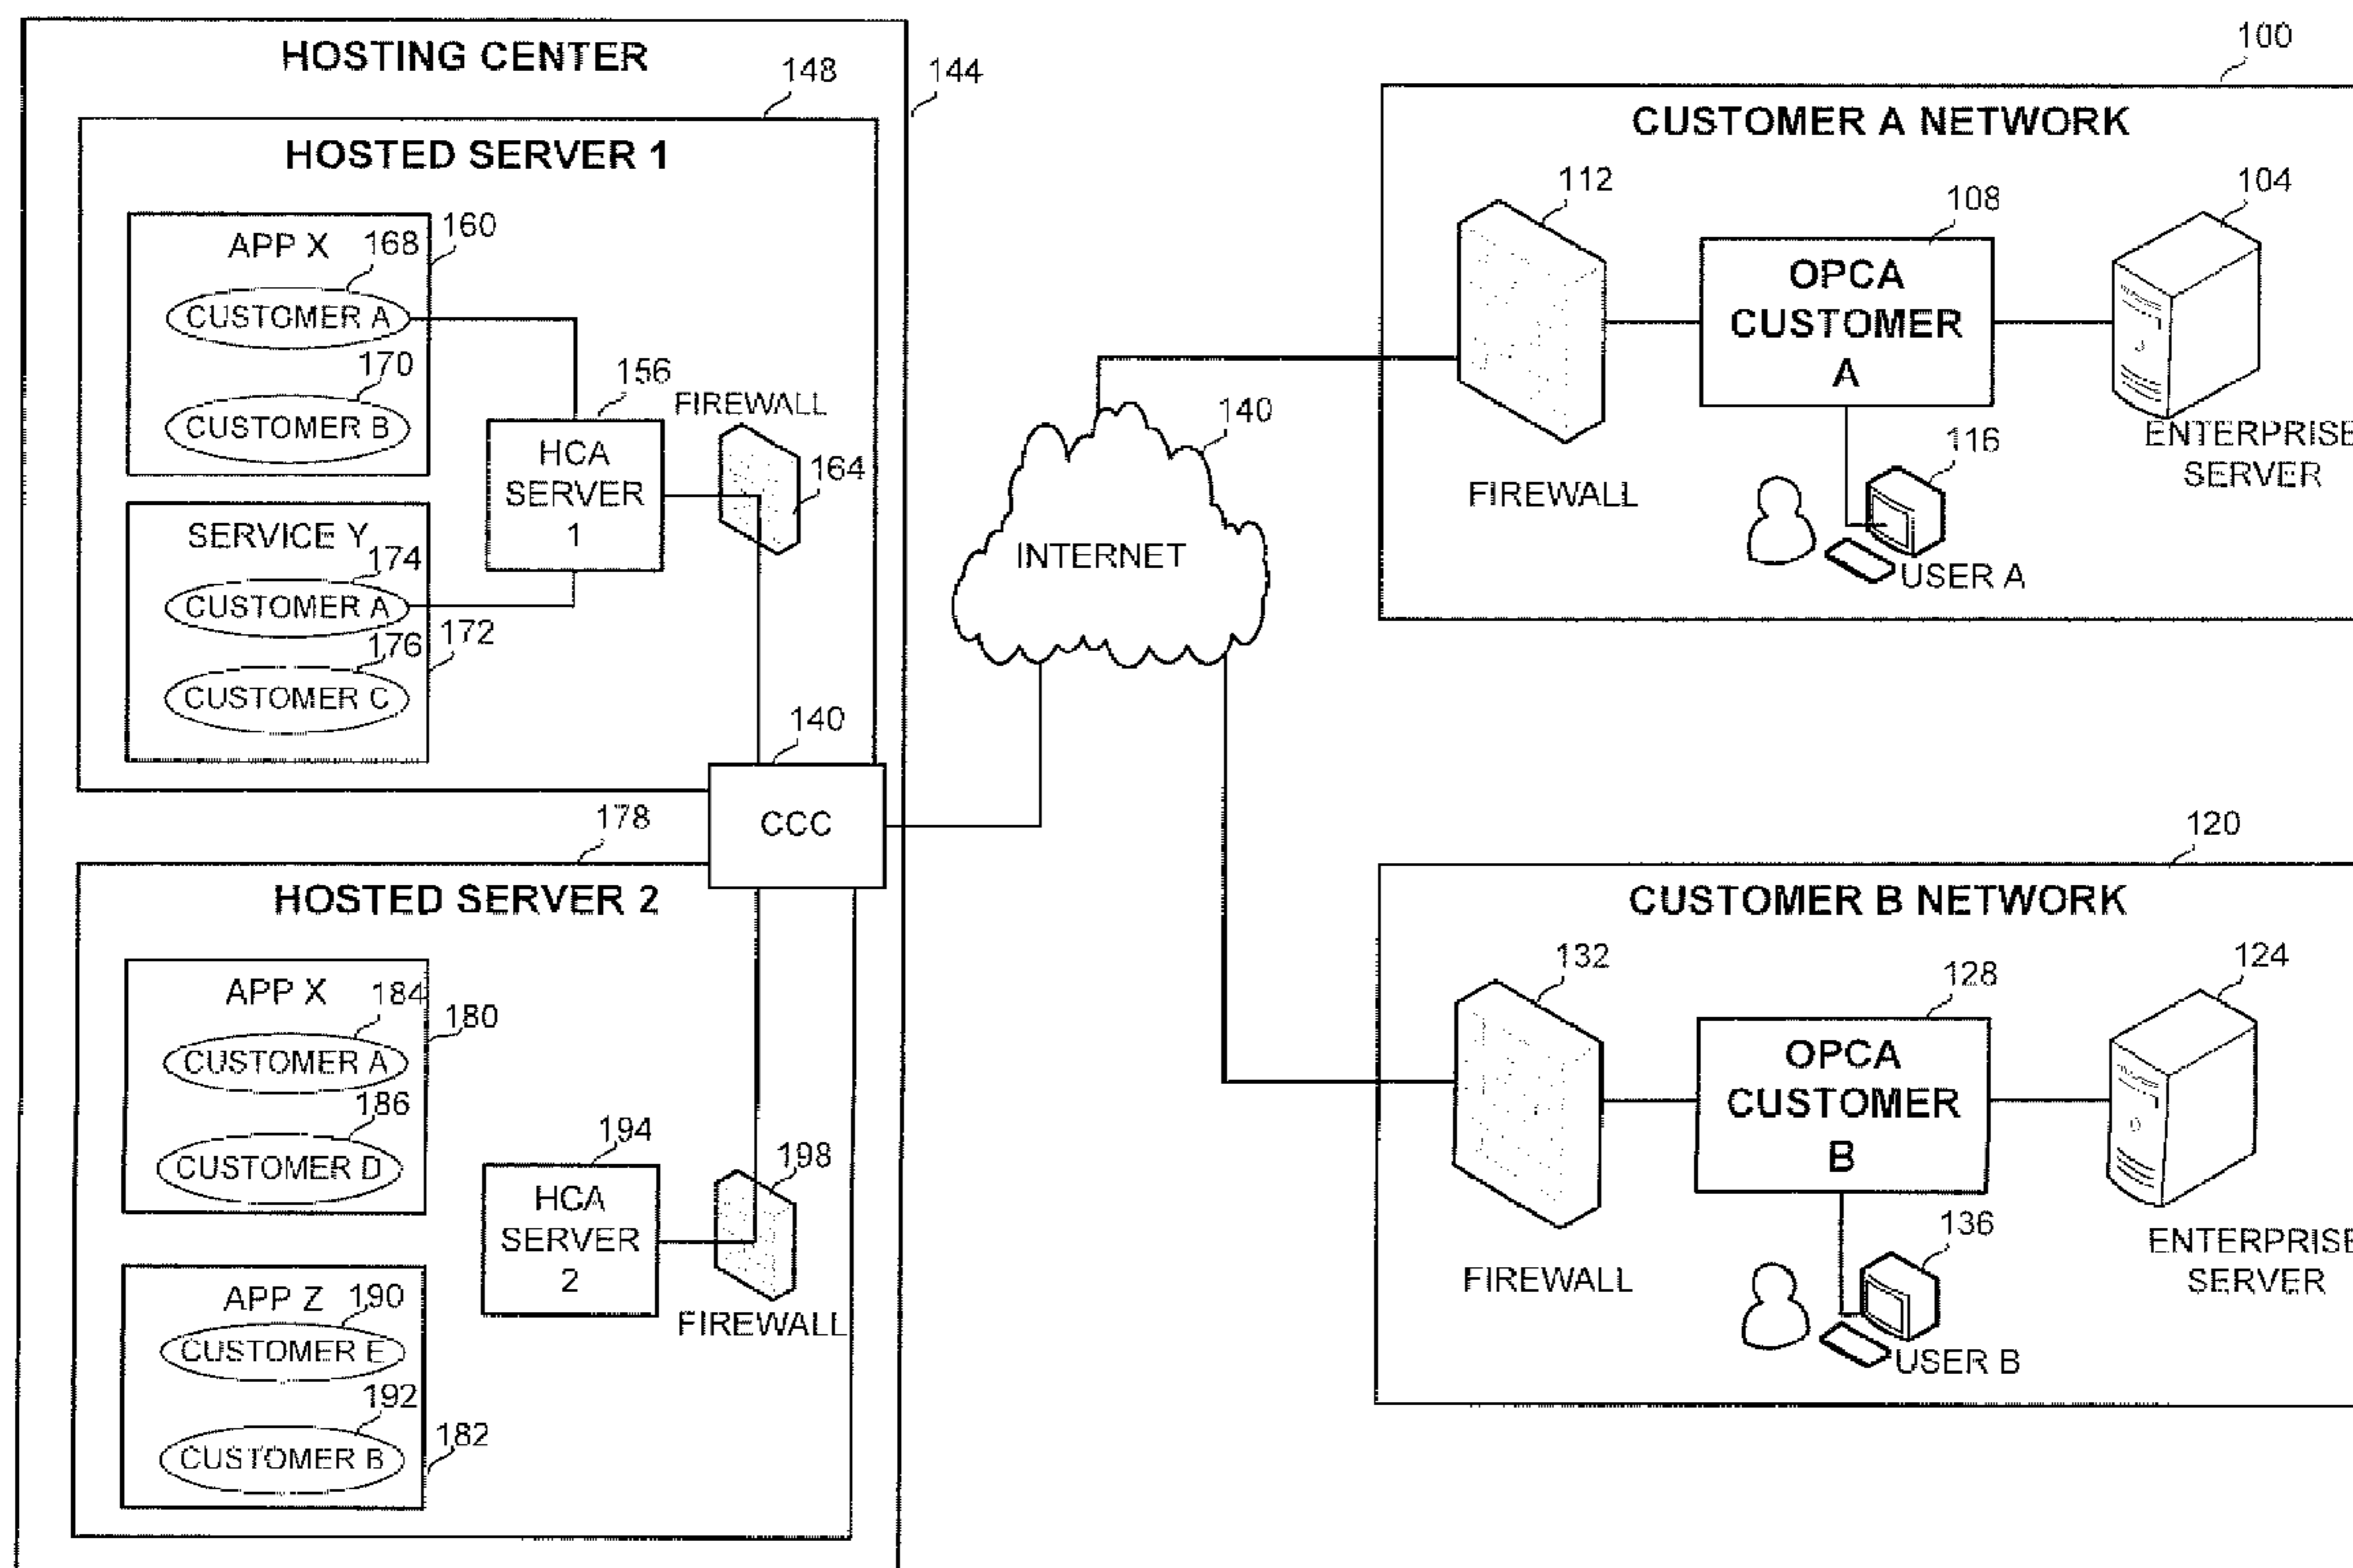 HOSTING CENTER
148
144
HOSTED SERVER 1
APP X
168
160
CUSTOMER A
170
CUSTOMER B
156
HCA
SERVER
1
FIREWALL
164
SERVICE Y
174
CUSTOMER A
172
176
CUSTOMER C
140
CCC
178
HOSTED SERVER 2
APP X
184
180
CUSTOMER A
186
CUSTOMER D
194
HCA
SERVER
2
198
FIREWALL
APP Z
190
CUSTOMER E
192
CUSTOMER B
182
140
INTERNET
100
CUSTOMER A NETWORK
112
FIREWALL
108
OPCA
CUSTOMER
A
104
ENTERPRISE
SERVER
116
USER A
120
CUSTOMER B NETWORK
132
FIREWALL
128
OPCA
CUSTOMER
B
124
ENTERPRISE
SERVER
136
USER B